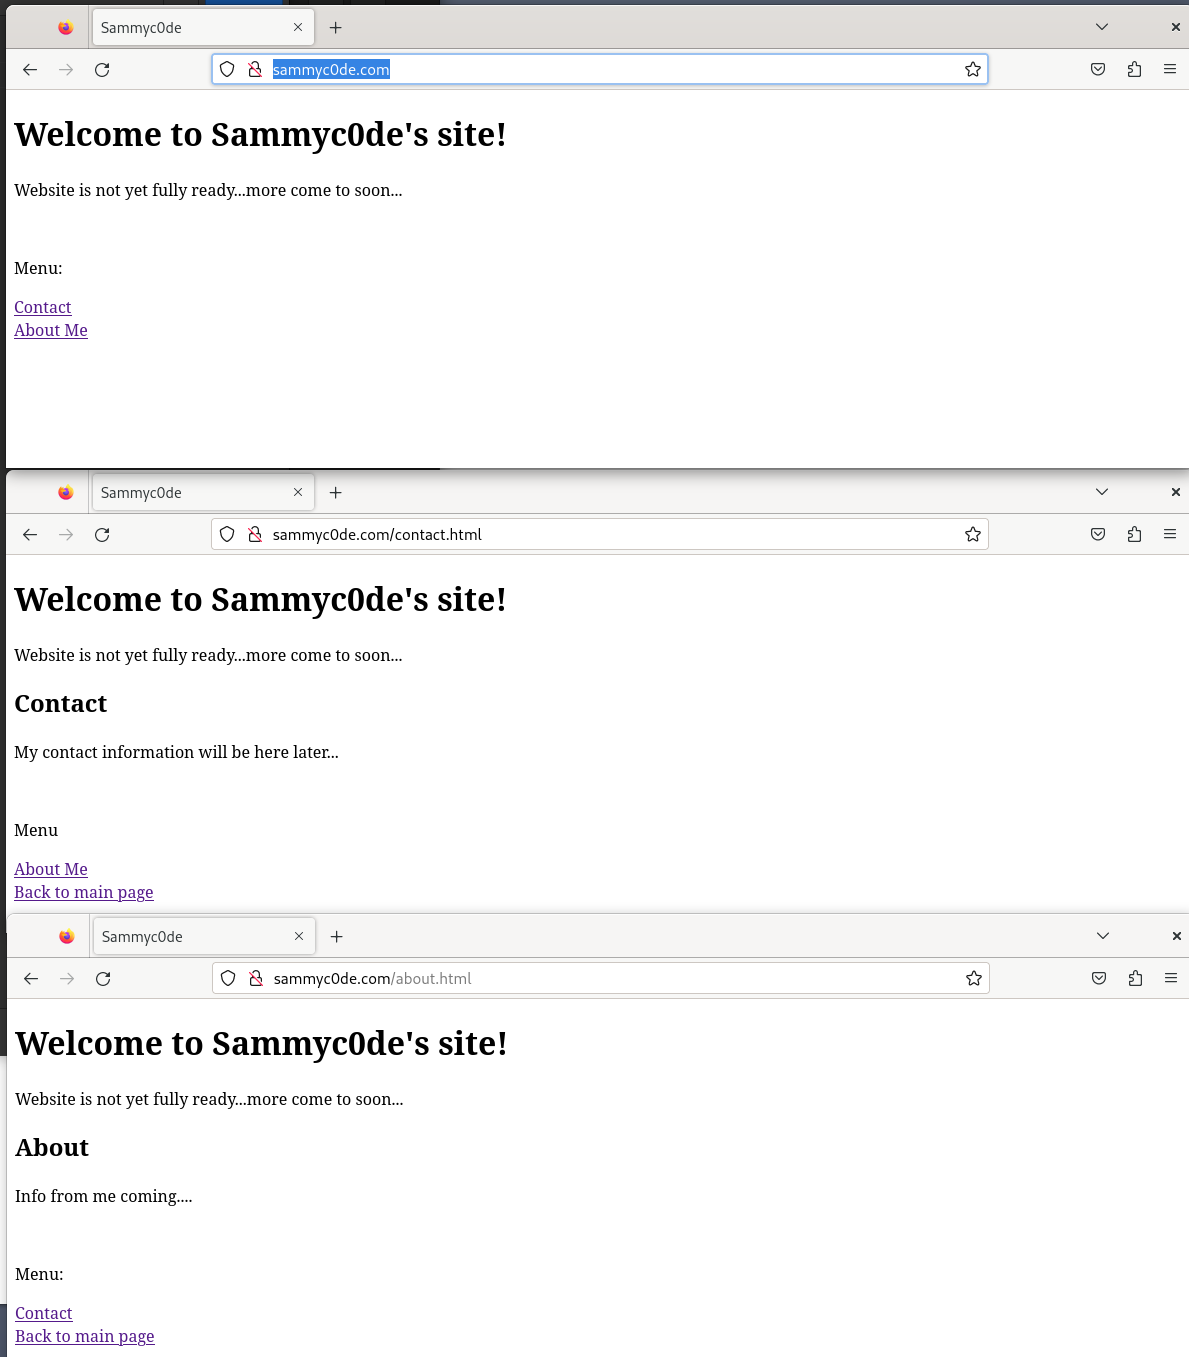 Sammyc0de
sammyc0de.com
Welcome to Sammyc0de's site!
Website is not yet fully ready...more come to soon...
Menu:
Contact
About Me
Sammyc0de
sammyc0de.com/contact.html
Welcome to Sammyc0de's site!
Website is not yet fully ready...more come to soon...
Contact
My contact information will be here later...
Menu
About Me
Back to main page
Sammyc0de
sammyc0de.com/about.html
Welcome to Sammyc0de's site!
Website is not yet fully ready...more come to soon...
About
Info from me coming....
Menu:
Contact
Back to main page